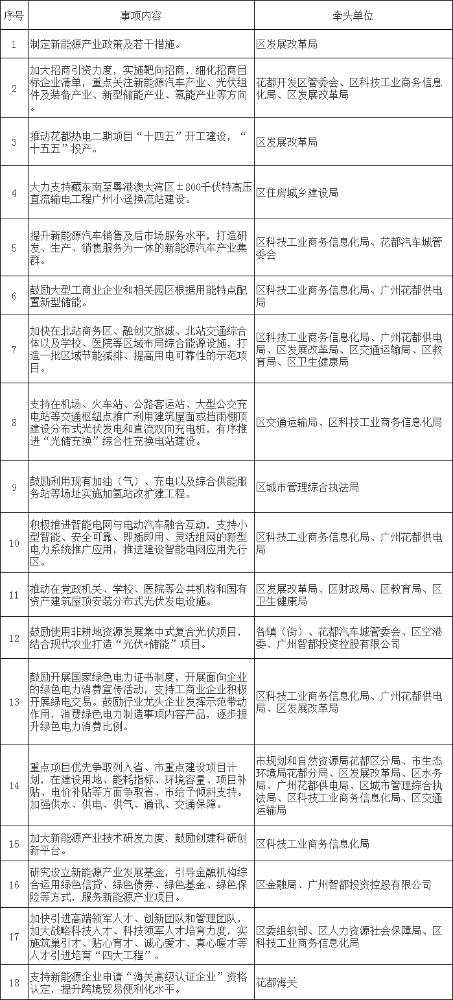 序号 事项内容 牵头单位
1 制定新能源产业政策及若干措施。 区发展改革局
2
加大招商引资力度，实施靶向招商，细化招商目
标企业清单，重点关注新能源汽车产业、光伏组
件及装备产业、新型储能产业、氢能产业等方向
。
花都开发区管委会、区科技工业商务信息
化局、区发展改革局
3
推动花都热电二期项目“十四五”开工建设，“
十五五”投产。
区发展改革局
4
大力支持藏东南至粤港澳大湾区±800千伏特高压
直流输电工程广州小迳换流站建设。
区住房城乡建设局
5
提升新能源汽车销售及后市场服务水平，打造研
发、生产、销售服务为一体的新能源汽车产业集
群。
区科技工业商务信息化局、花都汽车城管
委会
6
鼓励大型工商业企业和相关园区根据用能特点配
置新型储能。
区科技工业商务信息化局、广州花都供电
局
7
加快在北站商务区、融创文旅城、北站交通综合
体以及学校、医院等区域布局综合能源设施，打
造一批区域节能减排、提高用电可靠性的示范项
目。
区科技工业商务信息化局、广州花都供电
局、区发展改革局、区交通运输局、区教
育局、区卫生健康局
8
支持在机场、火车站、公路客运站、大型公交充
电站等交通枢纽点推广利用建筑屋面或挡雨棚顶
建设分布式光伏发电和直流双向充电桩，有序推
进“光储充换”综合性充换电站建设。
区交通运输局、区科技工业商务信息化局
9
鼓励利用现有加油（气）、充电以及综合供能服
务站等场址实施加氢站改扩建工程。
区城市管理综合执法局
10
积极推进智能电网与电动汽车融合互动，支持小
型智能、安全可靠、即插即用、灵活组网的新型
电力系统推广应用，推进建设智能电网应用先行
区。
区科技工业商务信息化局、广州花都供电
局
11
推动在党政机关、学校、医院等公共机构和国有
资产建筑屋顶安装分布式光伏发电设施。
区发展改革局、区财政局、区教育局、区
卫生健康局
12
鼓励使用非耕地资源发展集中式复合光伏项目，
结合现代农业打造“光伏+储能”项目。
各镇（街）、花都汽车城管委会、区空港
委、广州智都投资控股有限公司
13
鼓励开展国家绿色电力证书制度，开展面向企业
的绿色电力消费宣传活动，支持工商业企业积极
开展绿电交易。鼓励行业龙头企业发挥示范带动
作用，消费绿色电力制造事项内容产品，逐步提
升绿色电力消费比例。
区科技工业商务信息化局、广州花都供电
局、区发展改革局
14
重点项目优先争取列入省、市重点建设项目计
划，在建设用地、能耗指标、环境容量、项目补
贴、电价补贴等方面争取省、市给予倾斜支持。
加强供水、供电、供气、通讯、交通保障。
市规划和自然资源局花都区分局、市生态
环境局花都分局、区发展改革局、区水务
局、广州花都供电局、区城市管理综合执
法局、区科技工业商务信息化局、区交通
运输局
15
加大新能源产业技术研发力度，鼓励创建科研创
新平台。
区科技工业商务信息化局
16
研究设立新能源产业发展基金，引导金融机构综
合运用绿色信贷、绿色债券、绿色基金、绿色保
险等方式，服务新能源产业项目。
区金融局、广州智都投资控股有限公司
17
加快引进高端领军人才、创新团队和管理团队，
加大战略科技人才、科技领军人才培育力度，实
施筑巢引才、贴心育才、诚心爱才、真心暖才等
人才引进培育“四大工程”。
区委组织部、区人力资源社会保障局、区
科技工业商务信息化局
18
支持新能源企业申请“海关高级认证企业”资格
认定，提升跨境贸易便利化水平。
花都海关